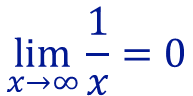 lim x→∞ 1/x = 0